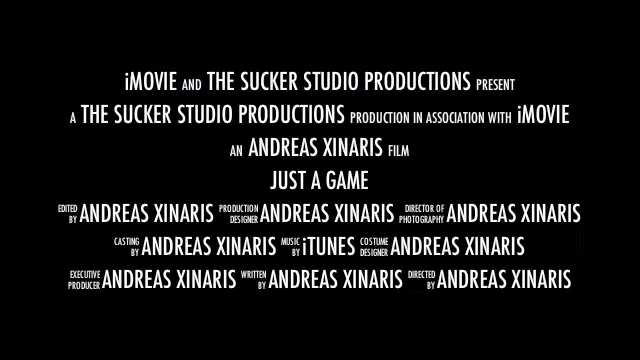 iMOVIE AND THE SUCKER STUDIO PRODUCTIONS PRESENT
A THE SUCKER STUDIO PRODUCTIONS PRODUCTION IN ASSOCIATION WITH iMOVIE
AN ANDREAS XINARIS FILM
JUST A GAME
EDITED BY ANDREAS XINARIS PRODUCTION DESIGNER ANDREAS XINARIS DIRECTOR OF PHOTOGRAPHY ANDREAS XINARIS
CASTING BY ANDREAS XINARIS MUSIC BY iTUNES COSTUME DESIGNER ANDREAS XINARIS
EXECUTIVE PRODUCER ANDREAS XINARIS WRITTEN BY ANDREAS XINARIS DIRECTED BY ANDREAS XINARIS